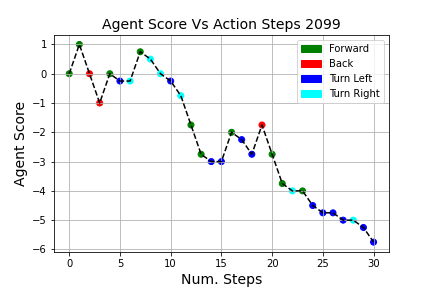 Agent Score Vs Action Steps 2099
Forward
Back
Turn Left
Turn Right
1
0
−1
−2
−3
−4
−5
−6
Agent Score
0 5 10 15 20 25 30
Num. Steps